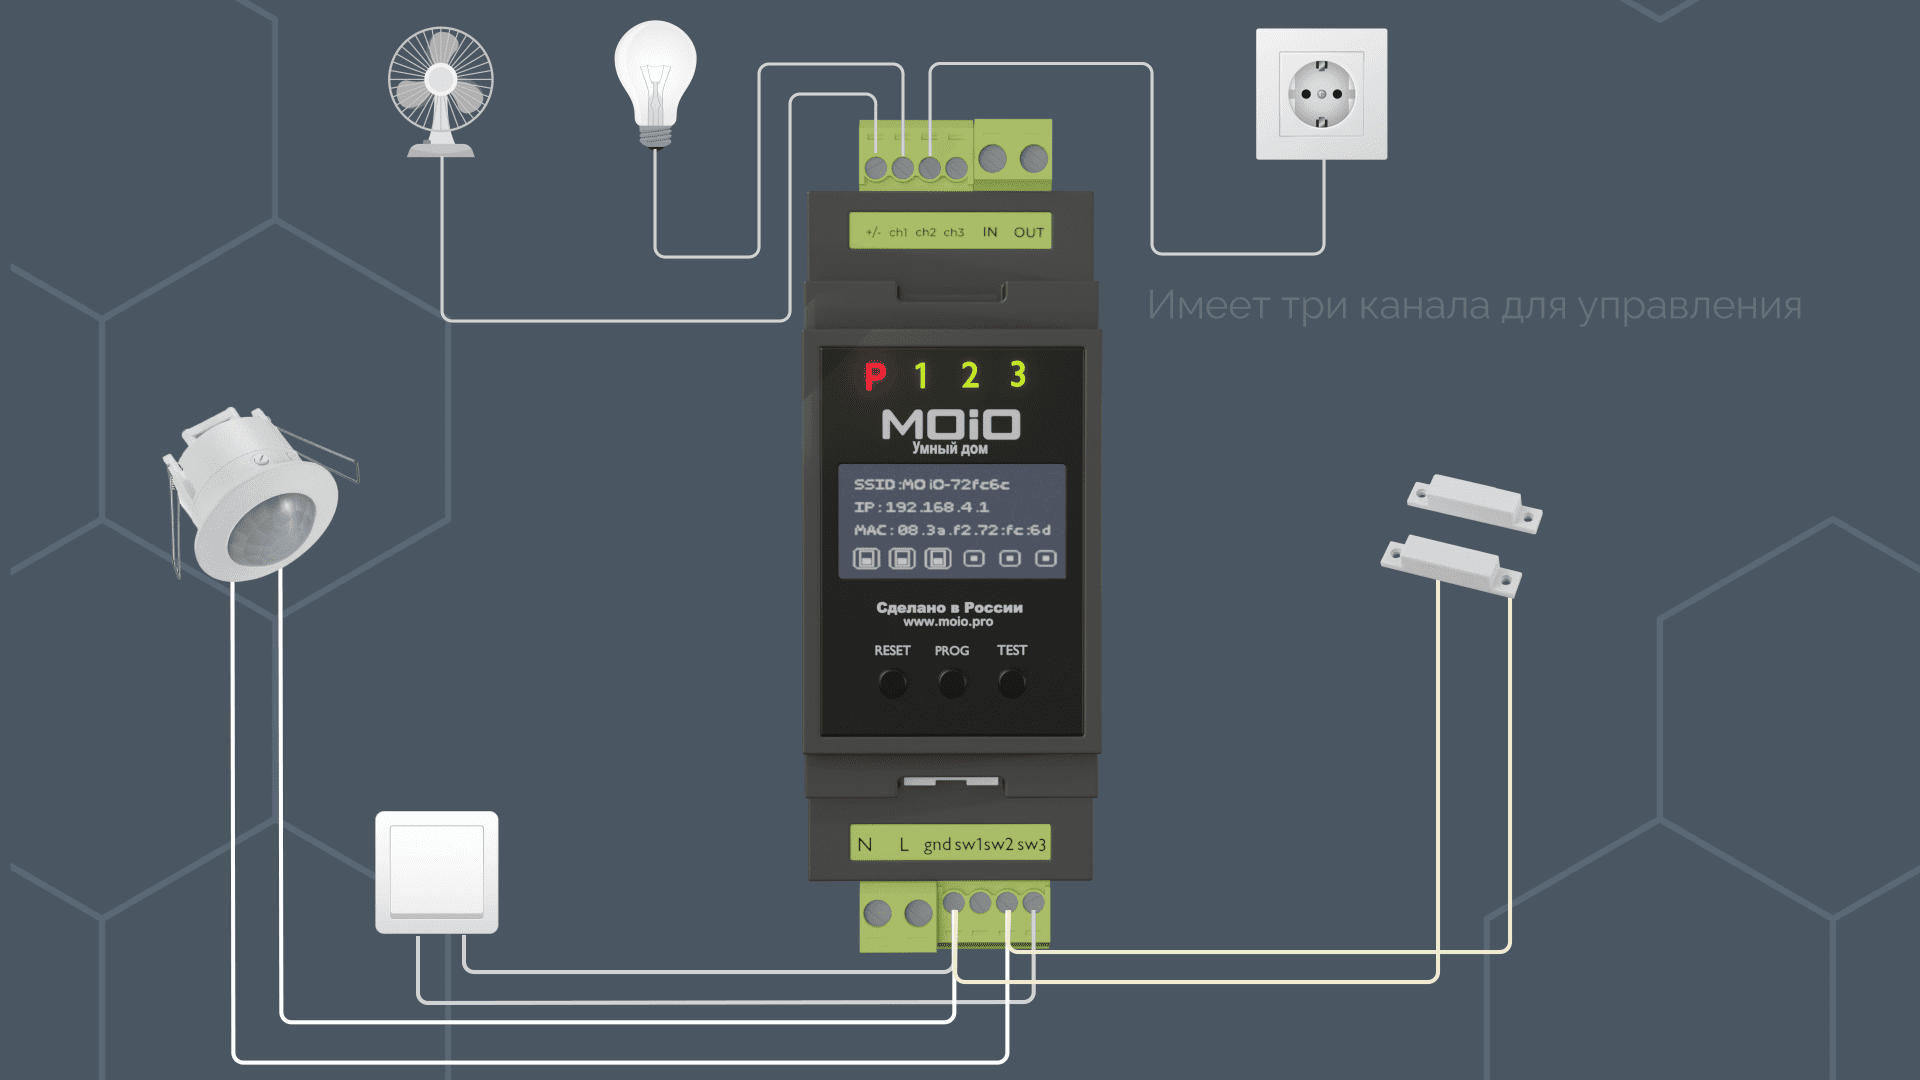 +/- ch1 ch2 ch3 IN OUT
Имеет три канала для управления
P 1 2 3
MOiO
Умный дом
SSID:MOiO-72fc6c
IP:192.168.4.1
MAC:08.3a.f2.72:fc:6d
Сделано в России
www.moio.pro
RESET PROG TEST
N L gnd sw1 sw2 sw3